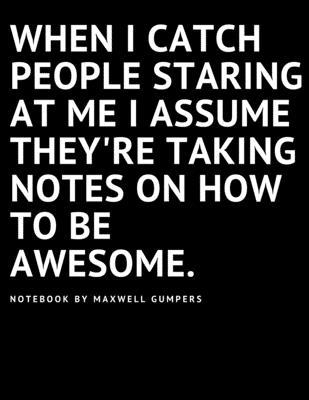 WHEN I CATCH
PEOPLE STARING
AT ME I ASSUME
THEY'RE TAKING
NOTES ON HOW
TO BE
AWESOME.
NOTEBOOK BY MAXWELL GUMPERS